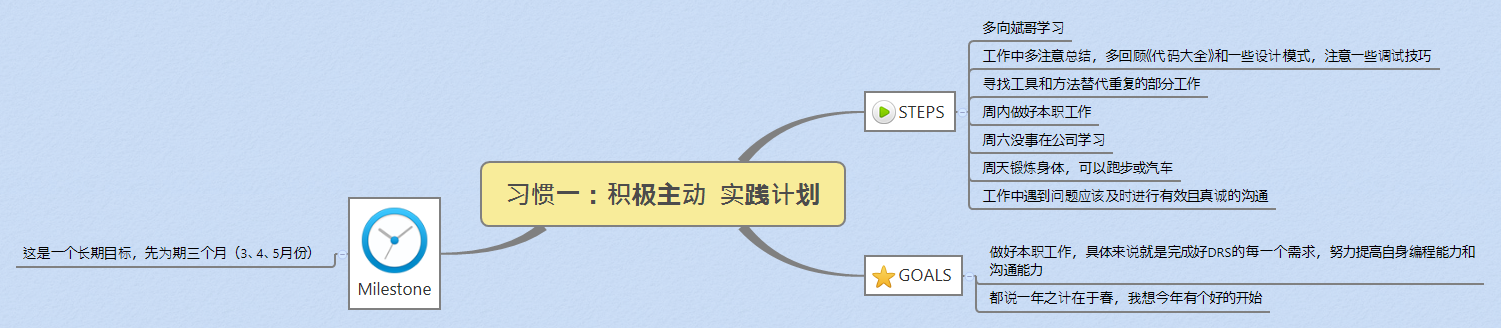 习惯一：积极主动 实践计划
STEPS
多向斌哥学习
工作中多注意总结，多回顾《代码大全》和一些设计模式，注意一些调试技巧
寻找工具和方法替代重复的部分工作
周内做好本职工作
周六没事在公司学习
周天锻炼身体，可以跑步或汽车
工作中遇到问题应该及时进行有效且真诚的沟通
GOALS
做好本职工作，具体来说就是完成好DRS的每一个需求，努力提高自身编程能力和
沟通能力
都说一年之计在于春，我想今年有个好的开始
Milestone
这是一个长期目标，先为期三个月（3、4、5月份）